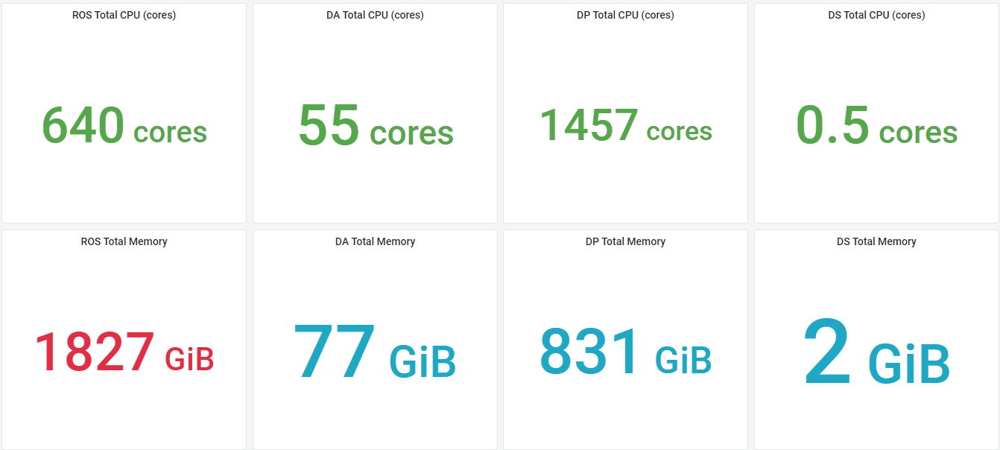 ROS Total CPU (cores)
640 cores
DA Total CPU (cores)
55 cores
DP Total CPU (cores)
1457 cores
DS Total CPU (cores)
0.5 cores
ROS Total Memory
1827 GiB
DA Total Memory
77 GiB
DP Total Memory
831 GiB
DS Total Memory
2 GiB